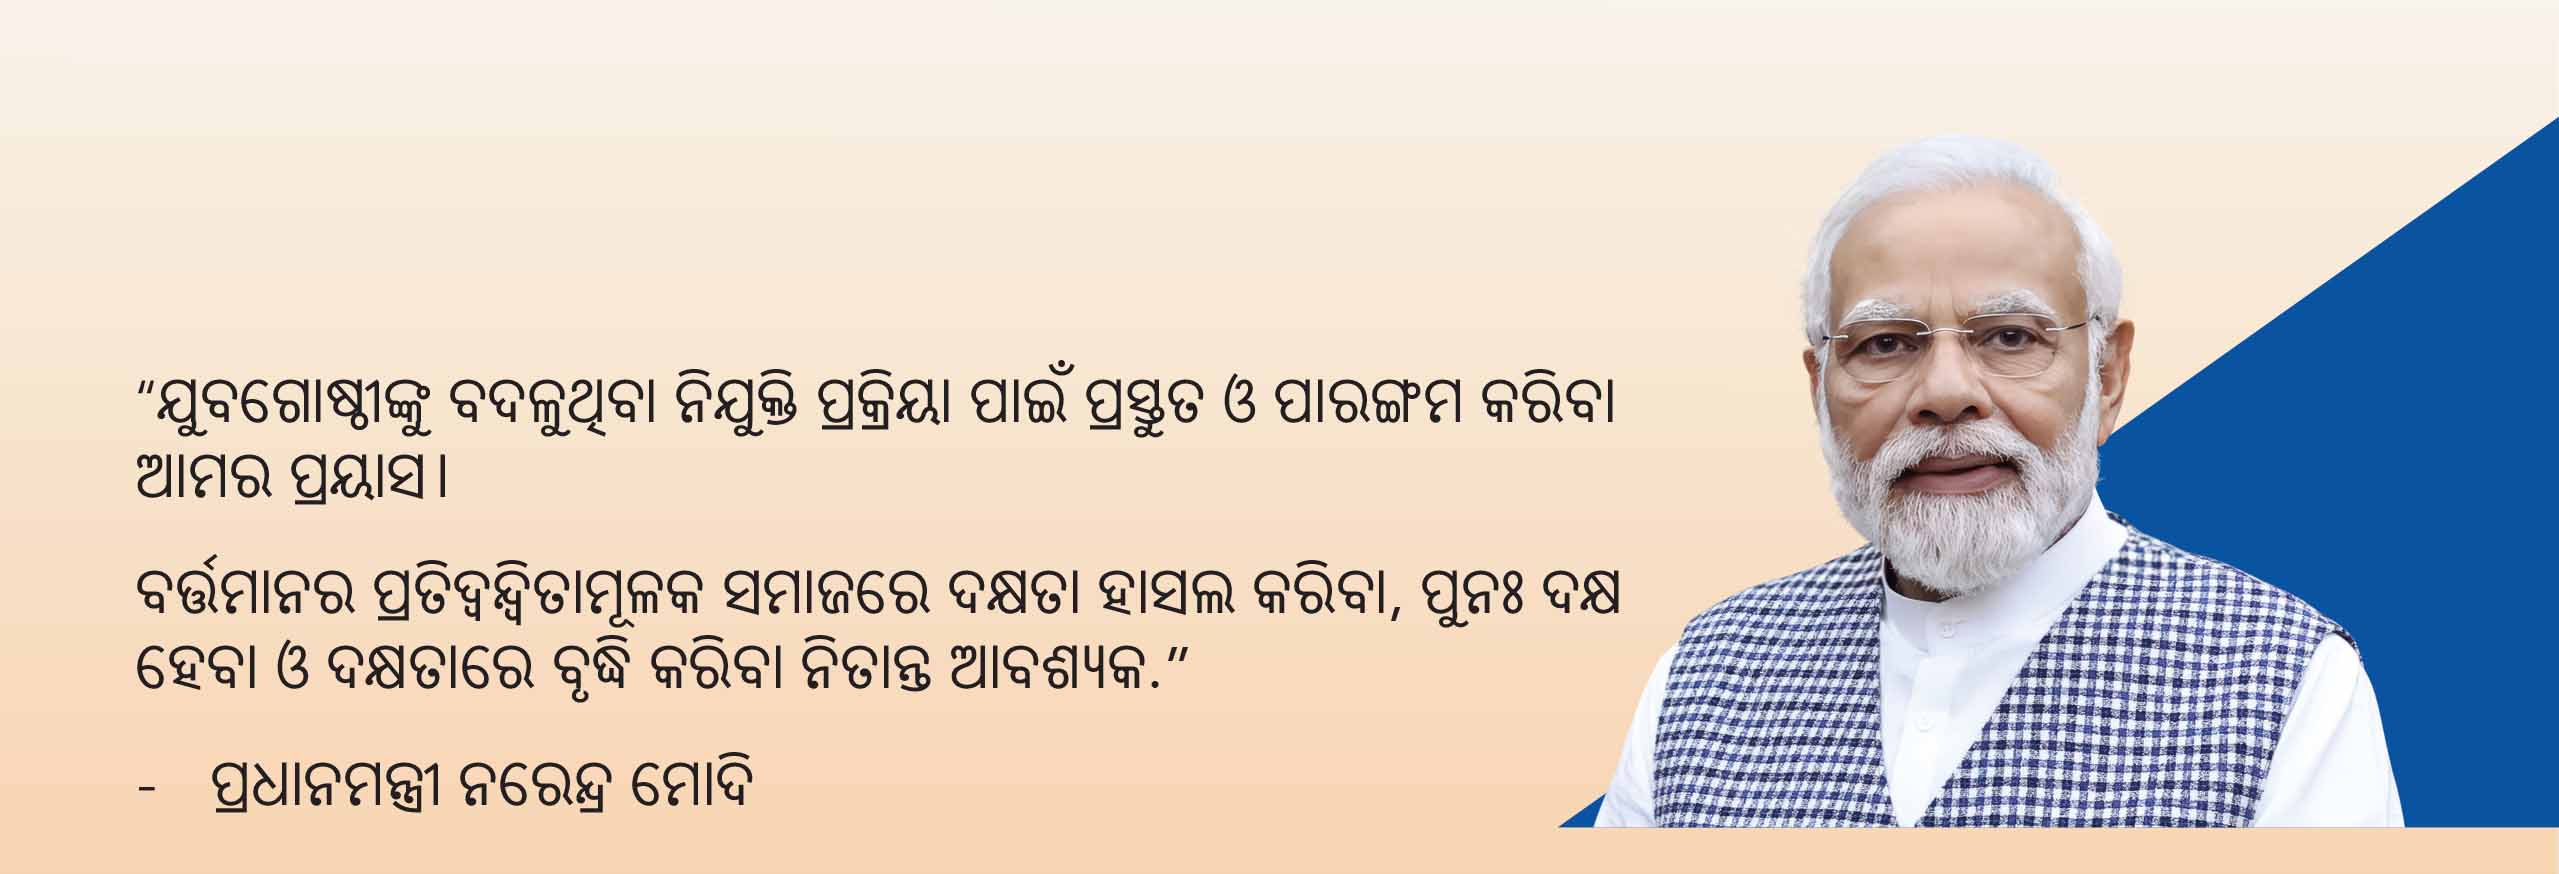 “ଯୁବଗୋଷ୍ଠୀଙ୍କୁ ବଦଳୁଥିବା ନିଯୁକ୍ତି ପ୍ରକ୍ରିୟା ପାଇଁ ପ୍ରସ୍ତୁତ ଓ ପାରଙ୍ଗମ କରିବା
ଆମର ପ୍ରୟାସ।
ବର୍ତ୍ତମାନର ପ୍ରତିଦ୍ୱନ୍ଦ୍ୱିତାମୂଳକ ସମାଜରେ ଦକ୍ଷତା ହାସଲ କରିବା, ପୁନଃ ଦକ୍ଷ
ହେବା ଓ ଦକ୍ଷତାରେ ବୃଦ୍ଧି କରିବା ନିତାନ୍ତ ଆବଶ୍ୟକ.”
- ପ୍ରଧାନମନ୍ତ୍ରୀ ନରେନ୍ଦ୍ର ମୋଦି